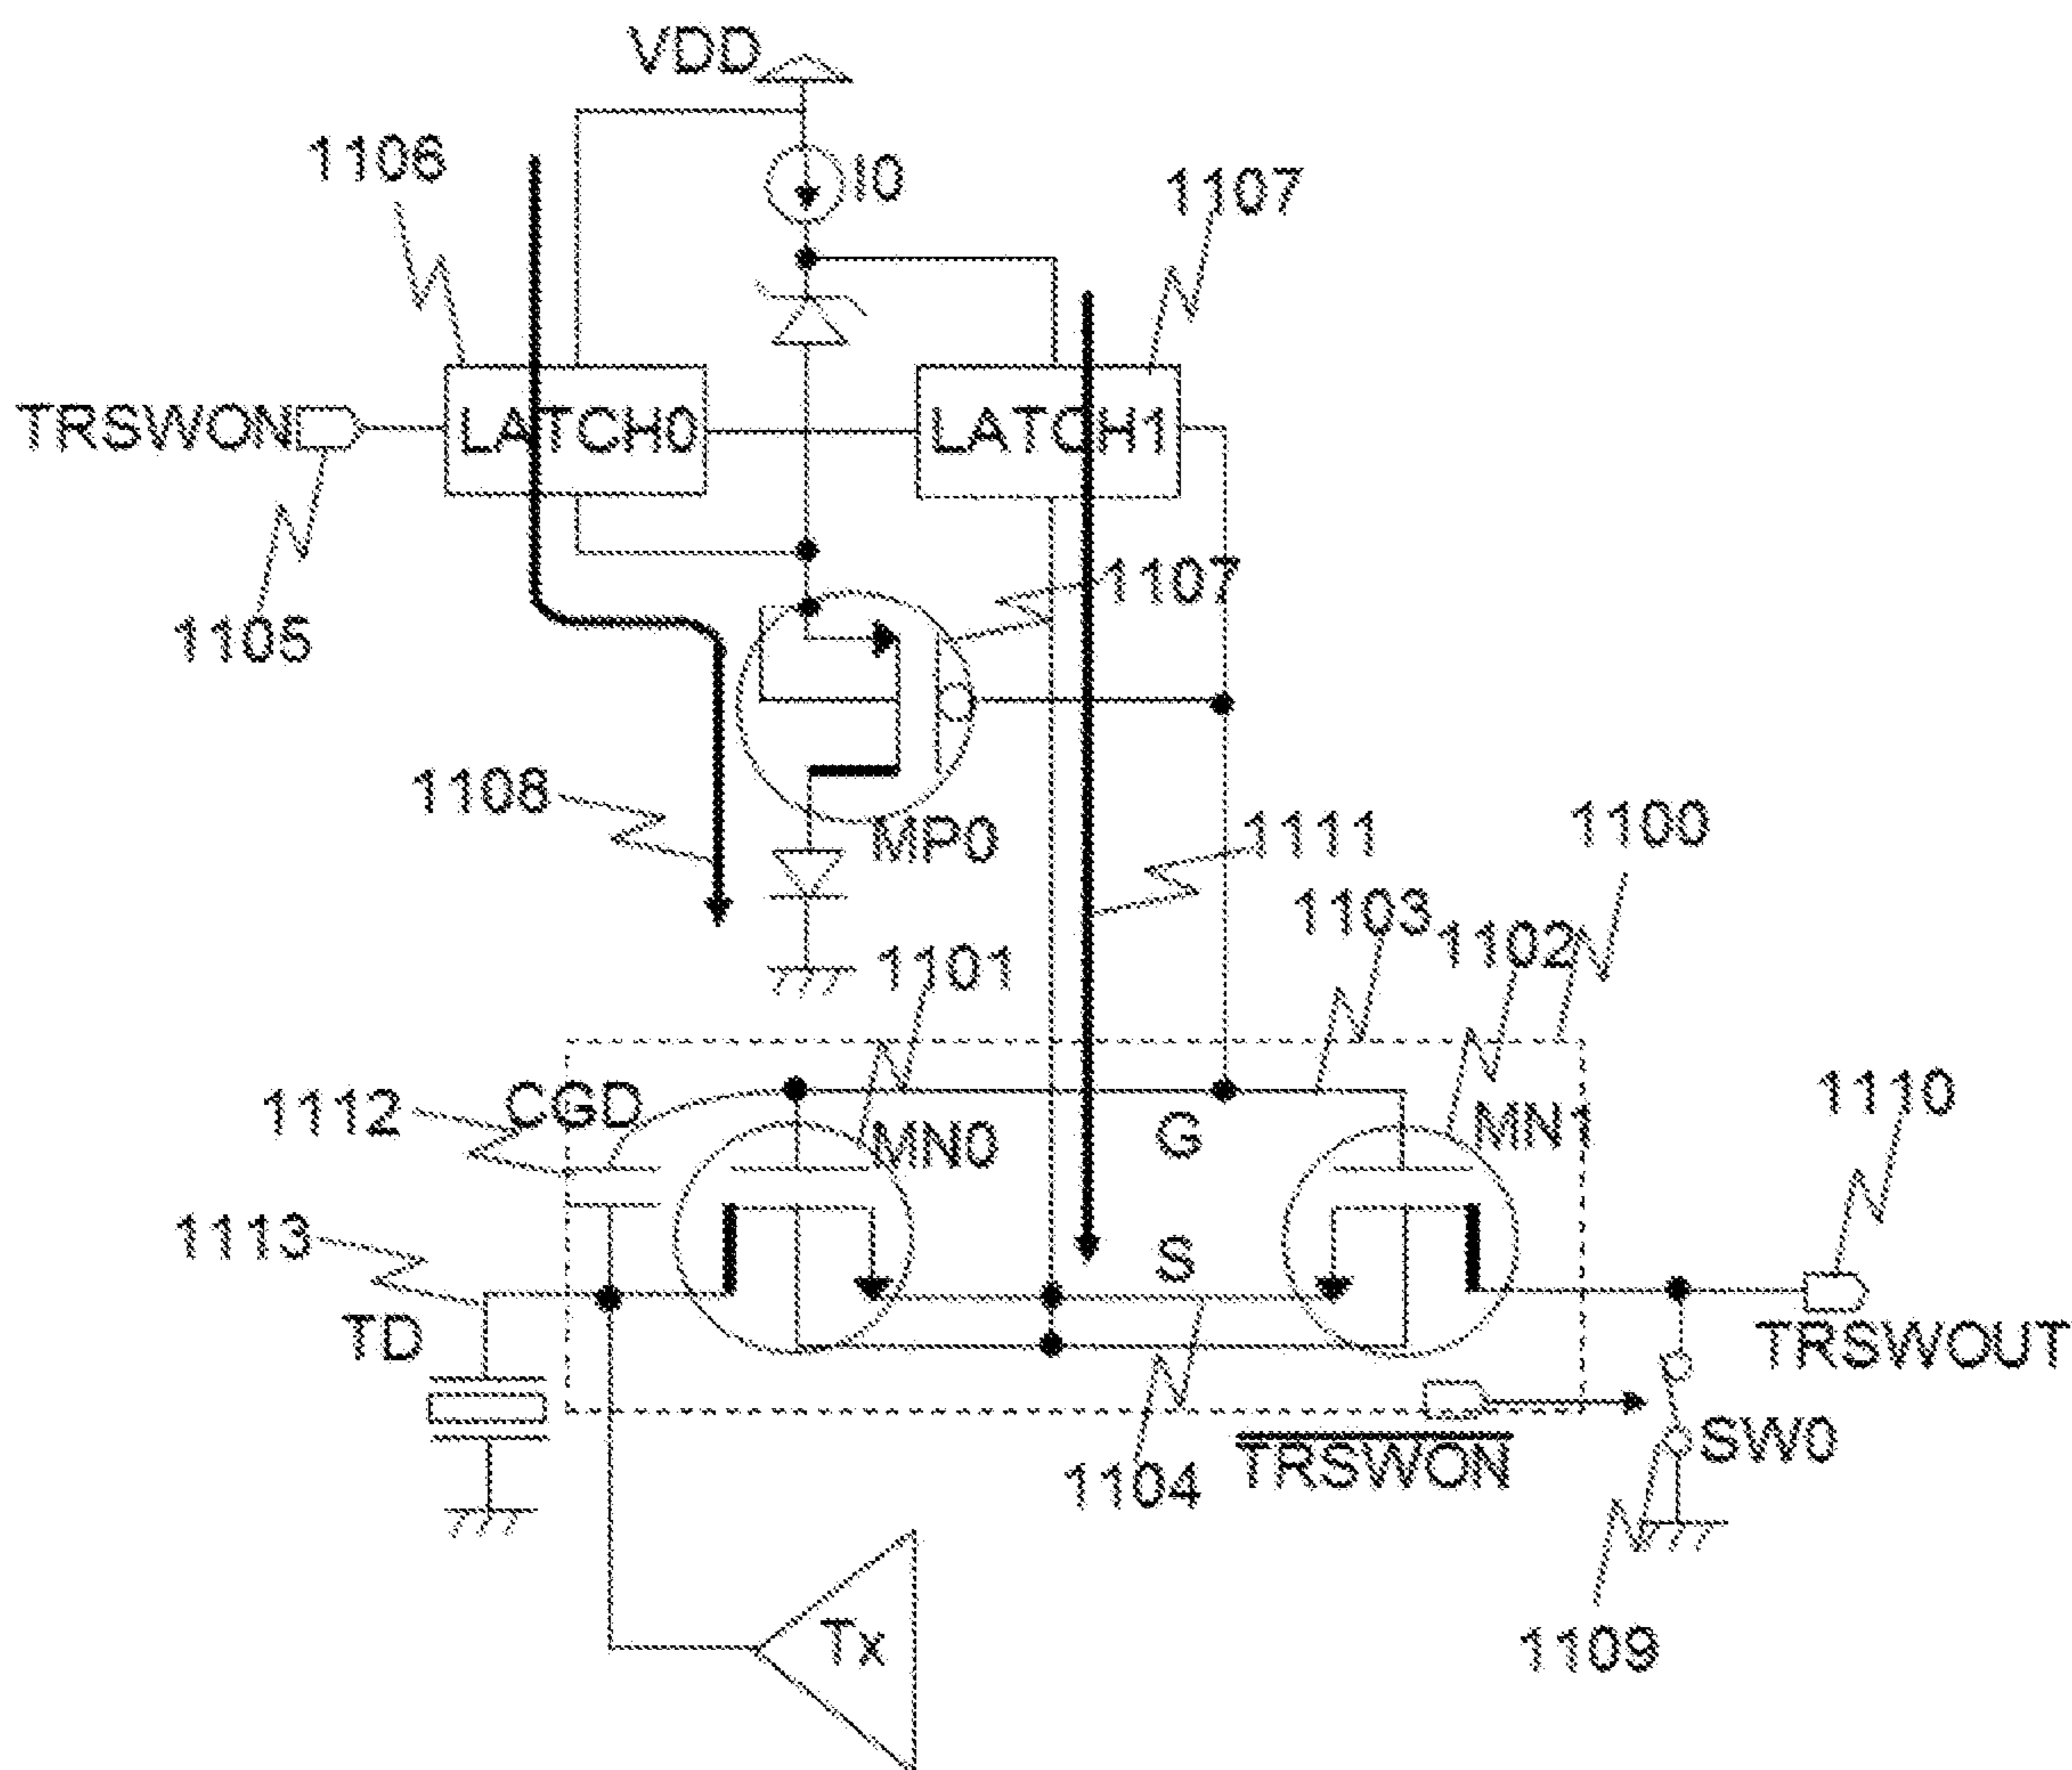 VDD
1106
I0
1107
TRSWON
LATCH0
LATCH1
1105
1107
1108
MP0
1111
1100
1103
1102
1101
1112
CGD
MN0
G
MN1
1110
1113
S
TD
TRSWOUT
1104
TRSWON
SW0
Tx
1109